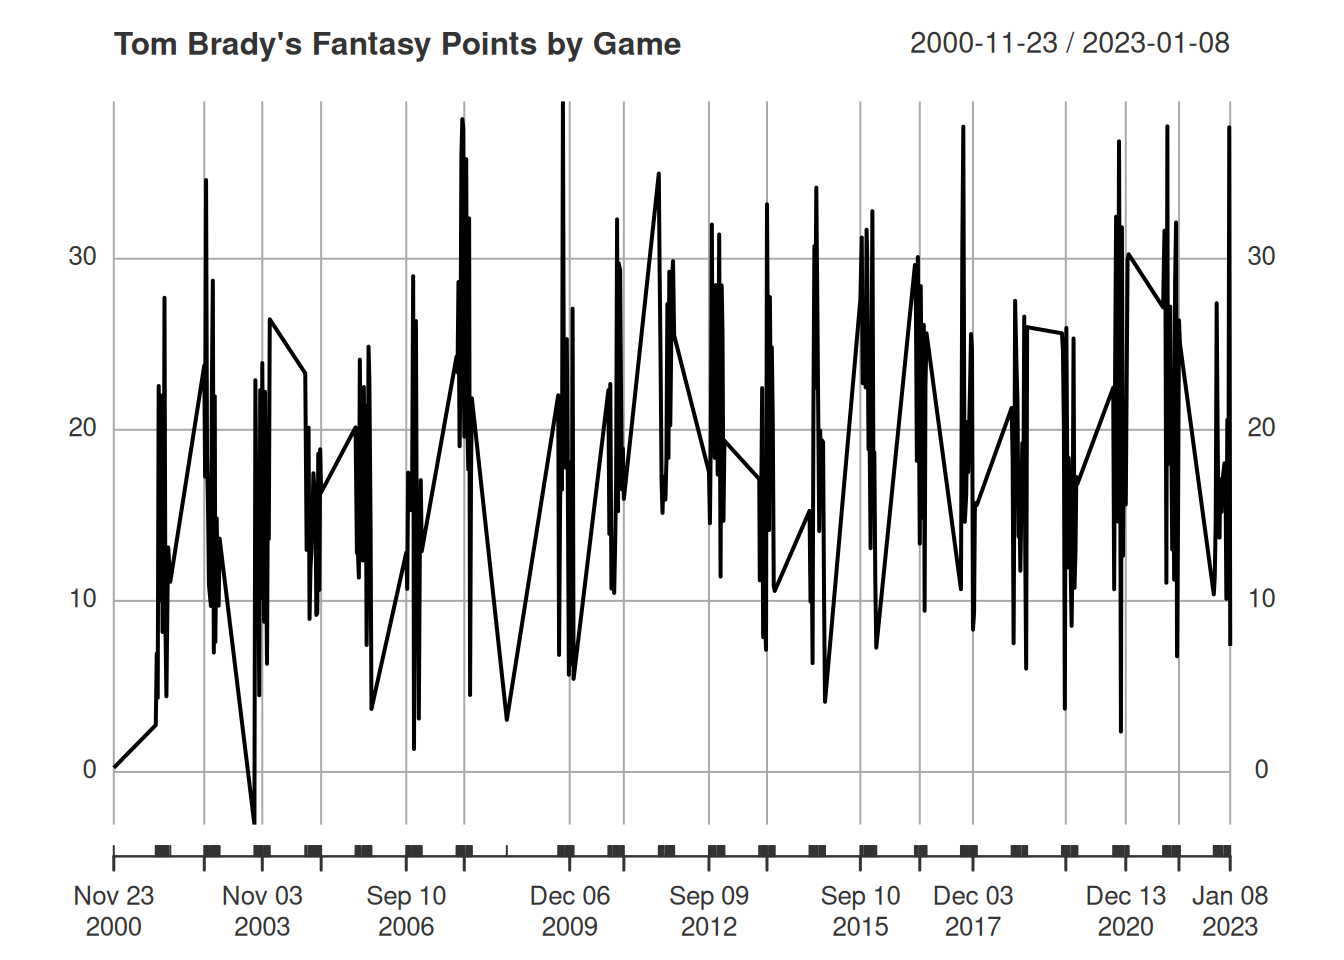 Tom Brady's Fantasy Points by Game
2000-11-23 / 2023-01-08
30 30
20 20
10 10
0 0
Nov 23 Nov 03 Sep 10 Dec 06 Sep 09 Sep 10 Dec 03 Dec 13 Jan 08
2000 2003 2006 2009 2012 2015 2017 2020 2023